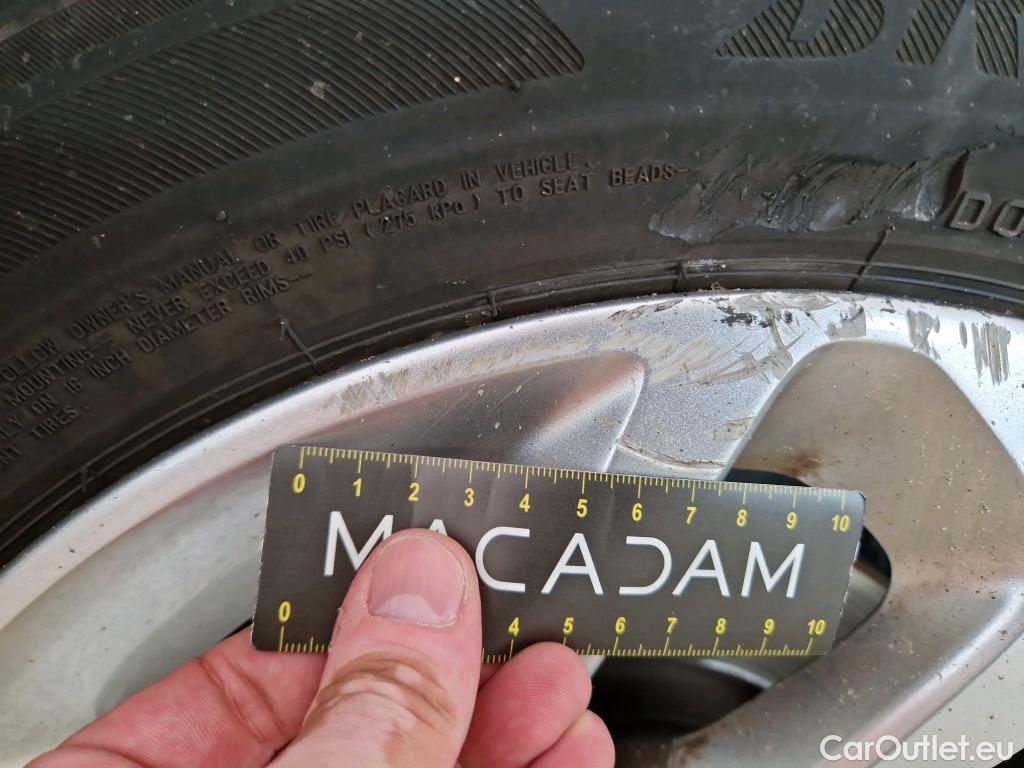 FOLLOW OWNER'S MANUAL OR TIRE PLACARD IN VEHICLE.
MOUNTING - NEVER EXCEED 40 PSI (275 KPa) TO SEAT BEADS-
ONLY ON 16 INCH DIAMETER RIMS-
TIRES.
DO
0 1 2 3 4 5 6 7 8 9 10
MACADAM
0 4 5 6 7 8 9 10
CarOutlet.eu